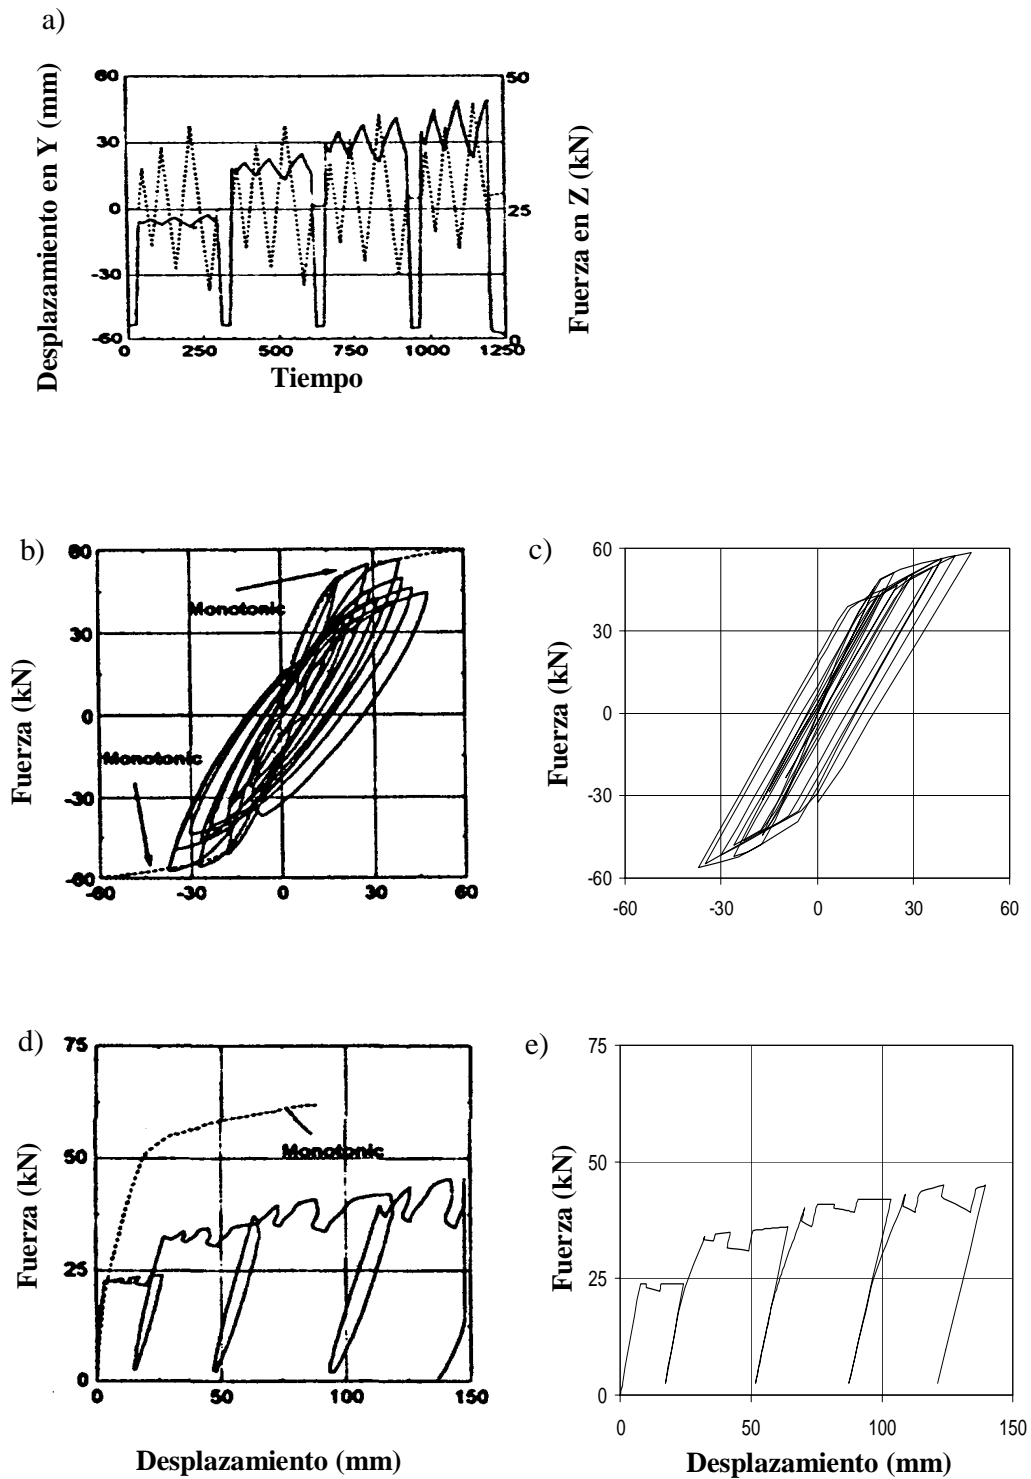 a)
60
30
0
-30
-60
50
25
0
0 250 500 750 1000 1250
Desplazamiento en Y (mm)
Fuerza en Z (kN)
Tiempo
b)
60
30
0
-30
-60
-60 -30 0 30 60
Monotonic
Monotonic
Fuerza (kN)
c)
60
30
0
-30
-60
-60 -30 0 30 60
Fuerza (kN)
d)
75
50
25
0
0 50 100 150
Monotonic
Fuerza (kN)
Desplazamiento (mm)
e)
75
50
25
0
0 50 100 150
Fuerza (kN)
Desplazamiento (mm)